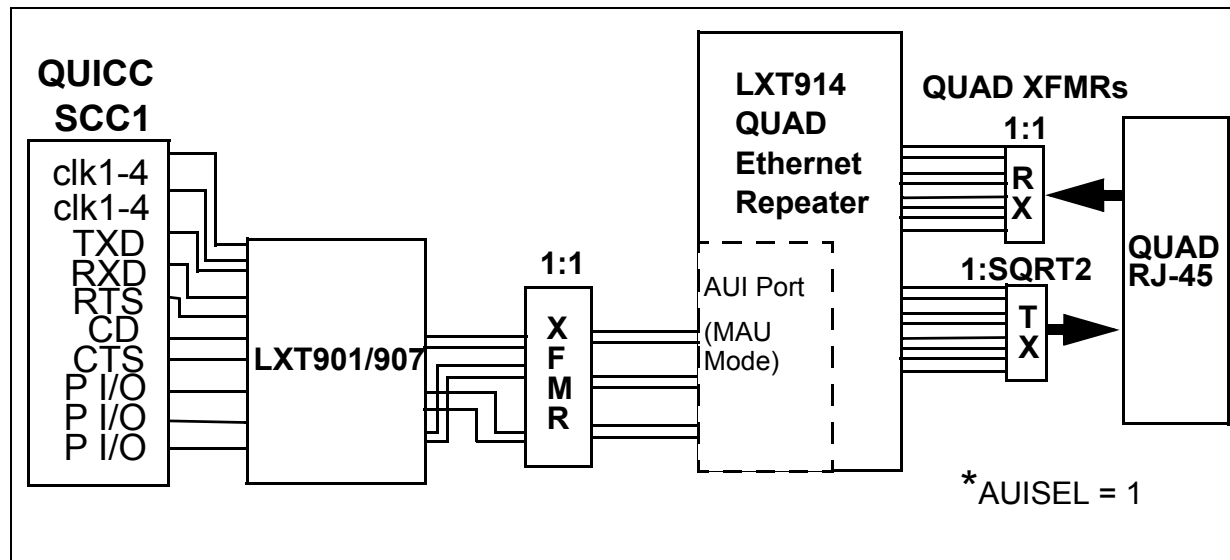 QUICC
SCC1
clk1-4
clk1-4
TXD
RXD
RTS
CD
CTS
P I/O
P I/O
P I/O
LXT901/907
1:1
X
F
M
R
LXT914
QUAD
Ethernet
Repeater
AUI Port
(MAU
Mode)
QUAD XFMRs
1:1
R
X
1:SQRT2
T
X
QUAD
RJ-45
*AUISEL = 1